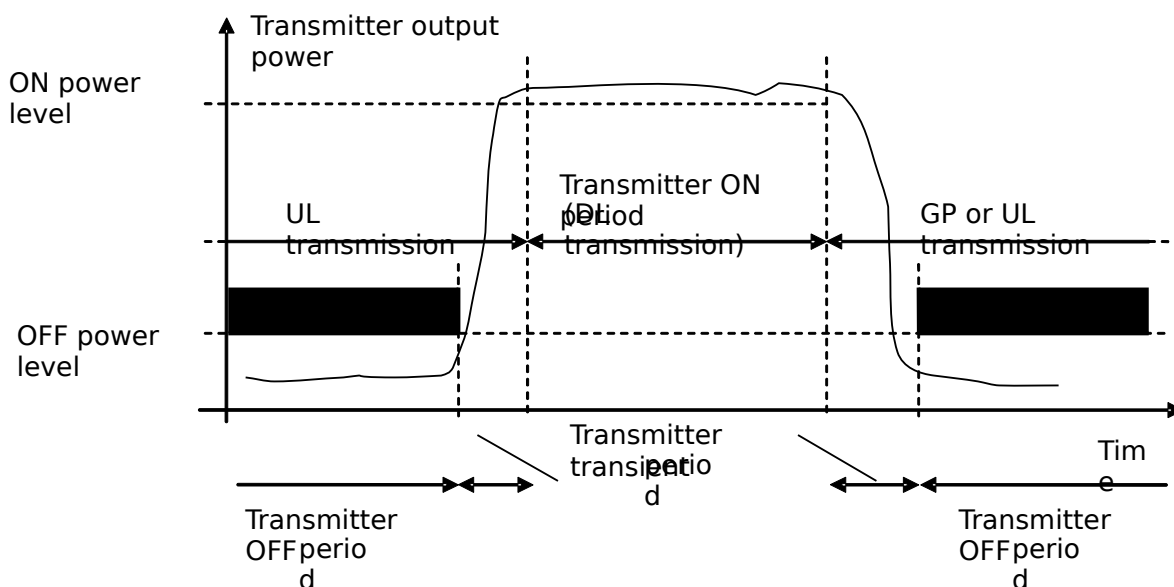 Transmitter output
power
ON power
level
Transmitter ON
period
(DL
transmission)
UL
transmission
GP or UL
transmission
OFF power
level
Transmitter
transient
perio
d
Tim
e
Transmitter
OFF
perio
d
Transmitter
OFF
perio
d